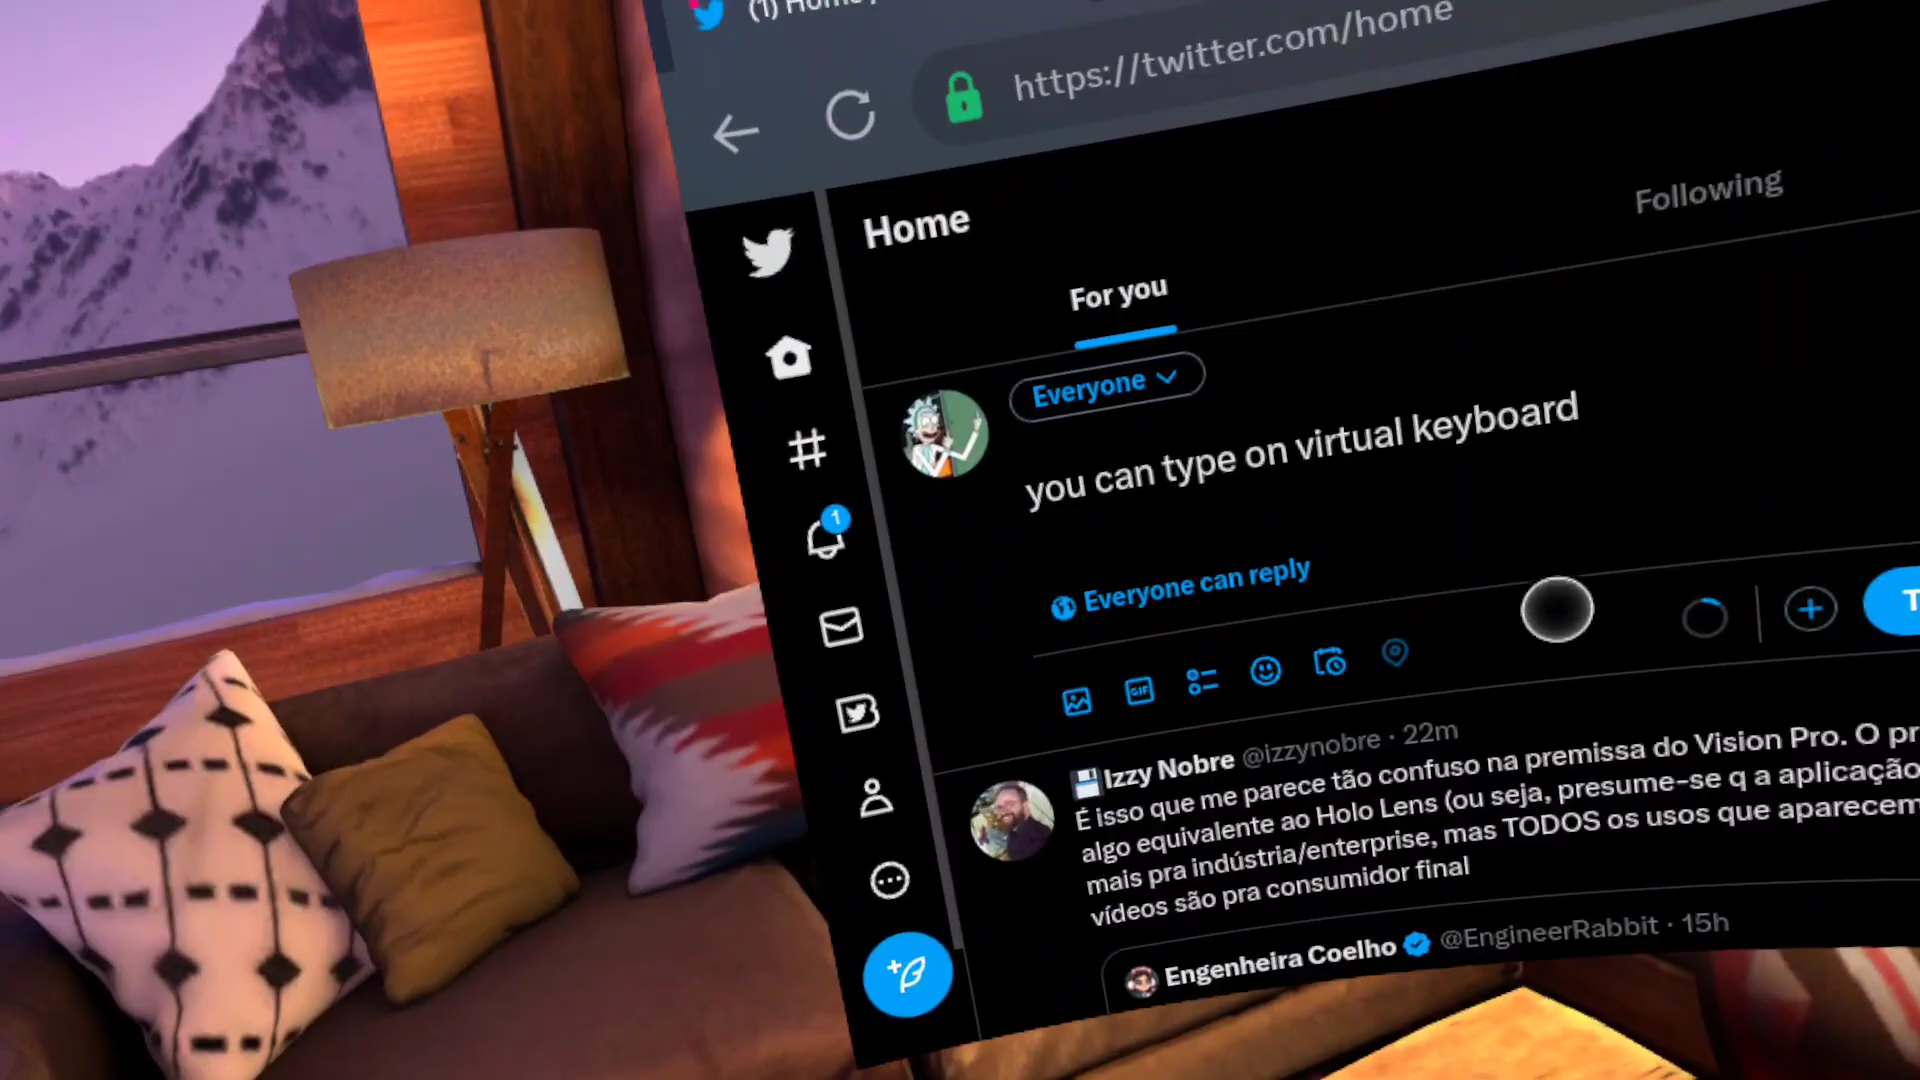 (1) Home
https://twitter.com/home
Home
For you
Following
Everyone
you can type on virtual keyboard
1
Everyone can reply
GIF
T
Izzy Nobre @izzynobre · 22m
É isso que me parece tão confuso na premissa do Vision Pro. O pr
algo equivalente ao Holo Lens (ou seja, presume-se q a aplicação
mais pra indústria/enterprise, mas TODOS os usos que aparecem
vídeos são pra consumidor final
Engenheira Coelho @EngineerRabbit · 15h